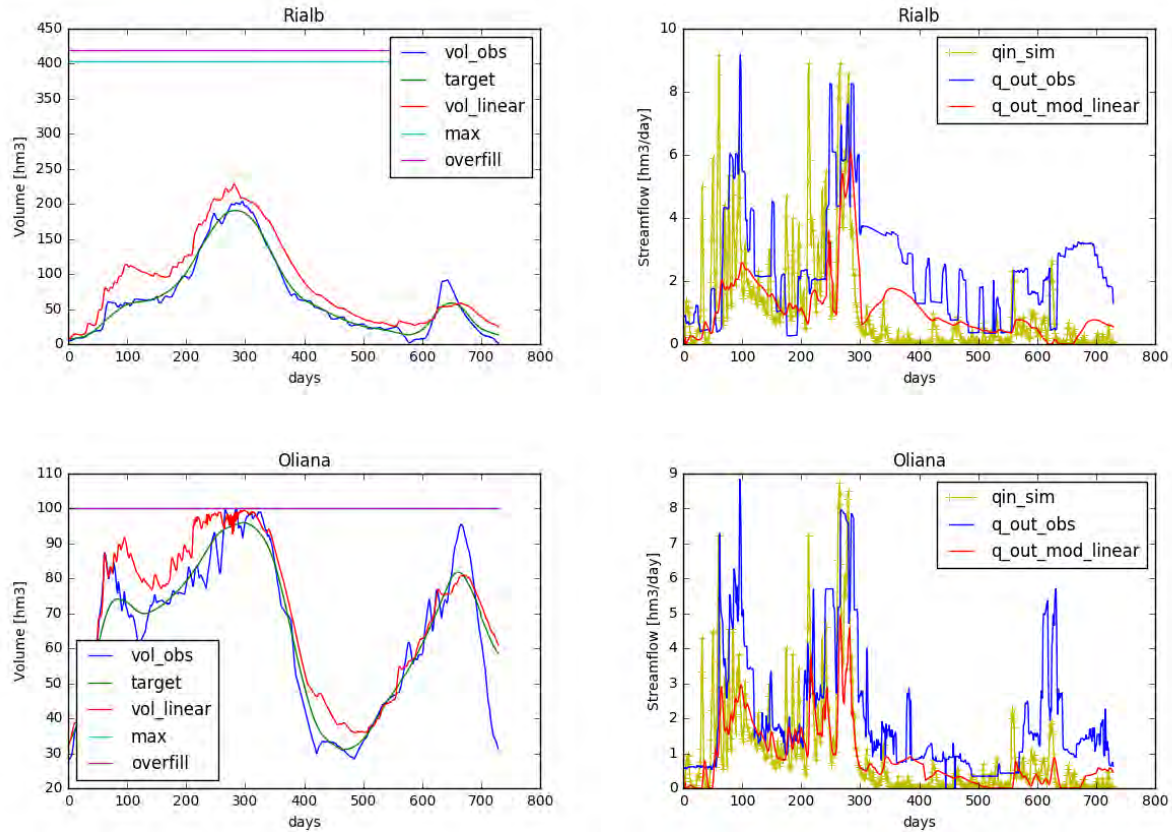 Rialb
450
400
350
300
250
200
150
100
50
0
Volume [hm3]
vol_obs
target
vol_linear
max
overfill
0 100 200 300 400 500 600 700 800
days
Rialb
10
8
6
4
2
0
Streamflow [hm3/day]
qin_sim
q_out_obs
q_out_mod_linear
0 100 200 300 400 500 600 700 800
days
Oliana
110
100
90
80
70
60
50
40
30
20
Volume [hm3]
vol_obs
target
vol_linear
max
overfill
0 100 200 300 400 500 600 700 800
days
Oliana
9
8
7
6
5
4
3
2
1
0
Streamflow [hm3/day]
qin_sim
q_out_obs
q_out_mod_linear
0 100 200 300 400 500 600 700 800
days